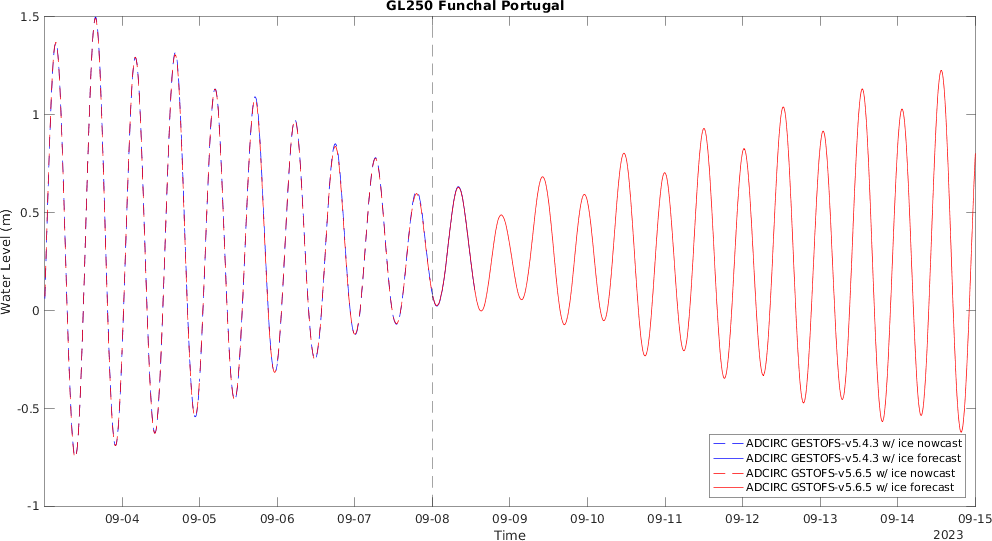 GL250 Funchal Portugal
Water Level (m)
1.5
1
0.5
0
-0.5
-1
ADCIRC GESTOFS-v5.4.3 w/ ice nowcast
ADCIRC GESTOFS-v5.4.3 w/ ice forecast
ADCIRC GSTOFS-v5.6.5 w/ ice nowcast
ADCIRC GSTOFS-v5.6.5 w/ ice forecast
09-04 09-05 09-06 09-07 09-08 09-09 09-10 09-11 09-12 09-13 09-14 09-15
Time
2023